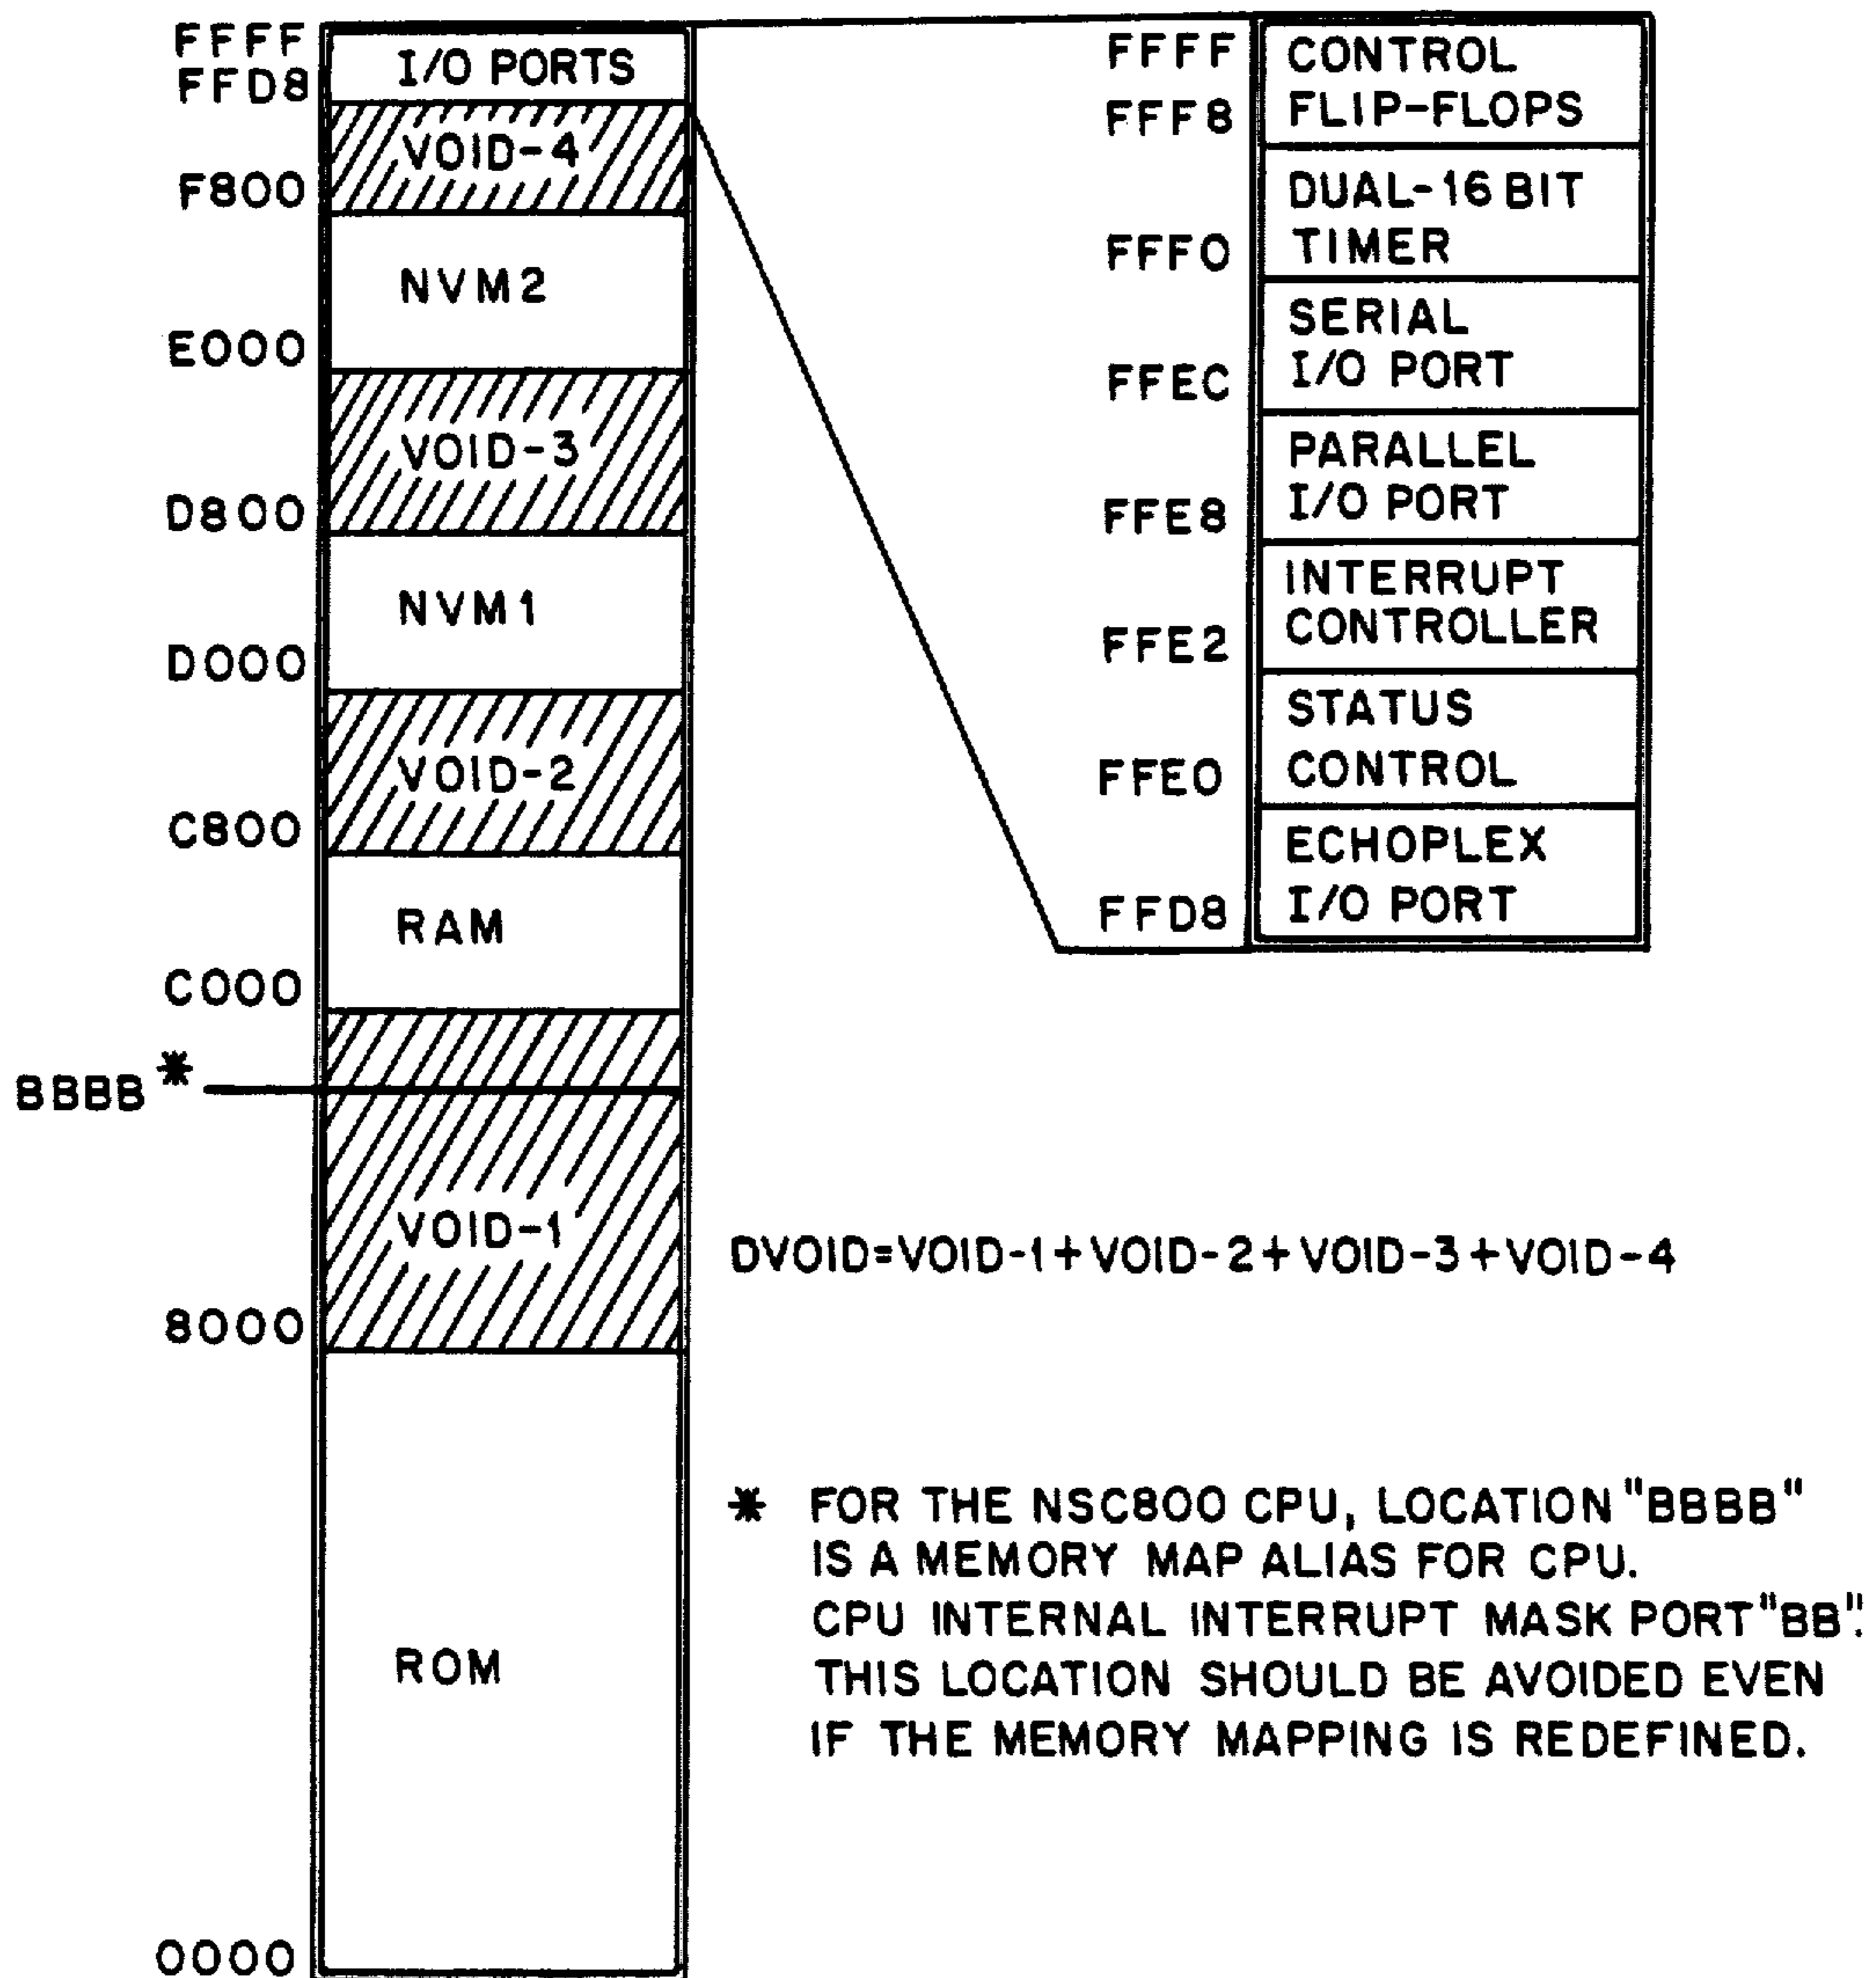 FFFF
FFD8
I/O PORTS
VOID-4
F800
NVM2
E000
VOID-3
D800
NVM1
D000
VOID-2
C800
RAM
C000
BBBB*
VOID-1
8000
ROM
0000
FFFF
CONTROL
FFF8
FLIP-FLOPS
DUAL-16 BIT
FFF0
TIMER
SERIAL
FFEC
I/O PORT
PARALLEL
FFE8
I/O PORT
INTERRUPT
CONTROLLER
FFE2
STATUS
FFE0
CONTROL
ECHOPLEX
FFD8
I/O PORT
DVOID=VOID-1+VOID-2+VOID-3+VOID-4
* FOR THE NSC800 CPU, LOCATION "BBBB"
IS A MEMORY MAP ALIAS FOR CPU.
CPU INTERNAL INTERRUPT MASK PORT "BB".
THIS LOCATION SHOULD BE AVOIDED EVEN
IF THE MEMORY MAPPING IS REDEFINED.